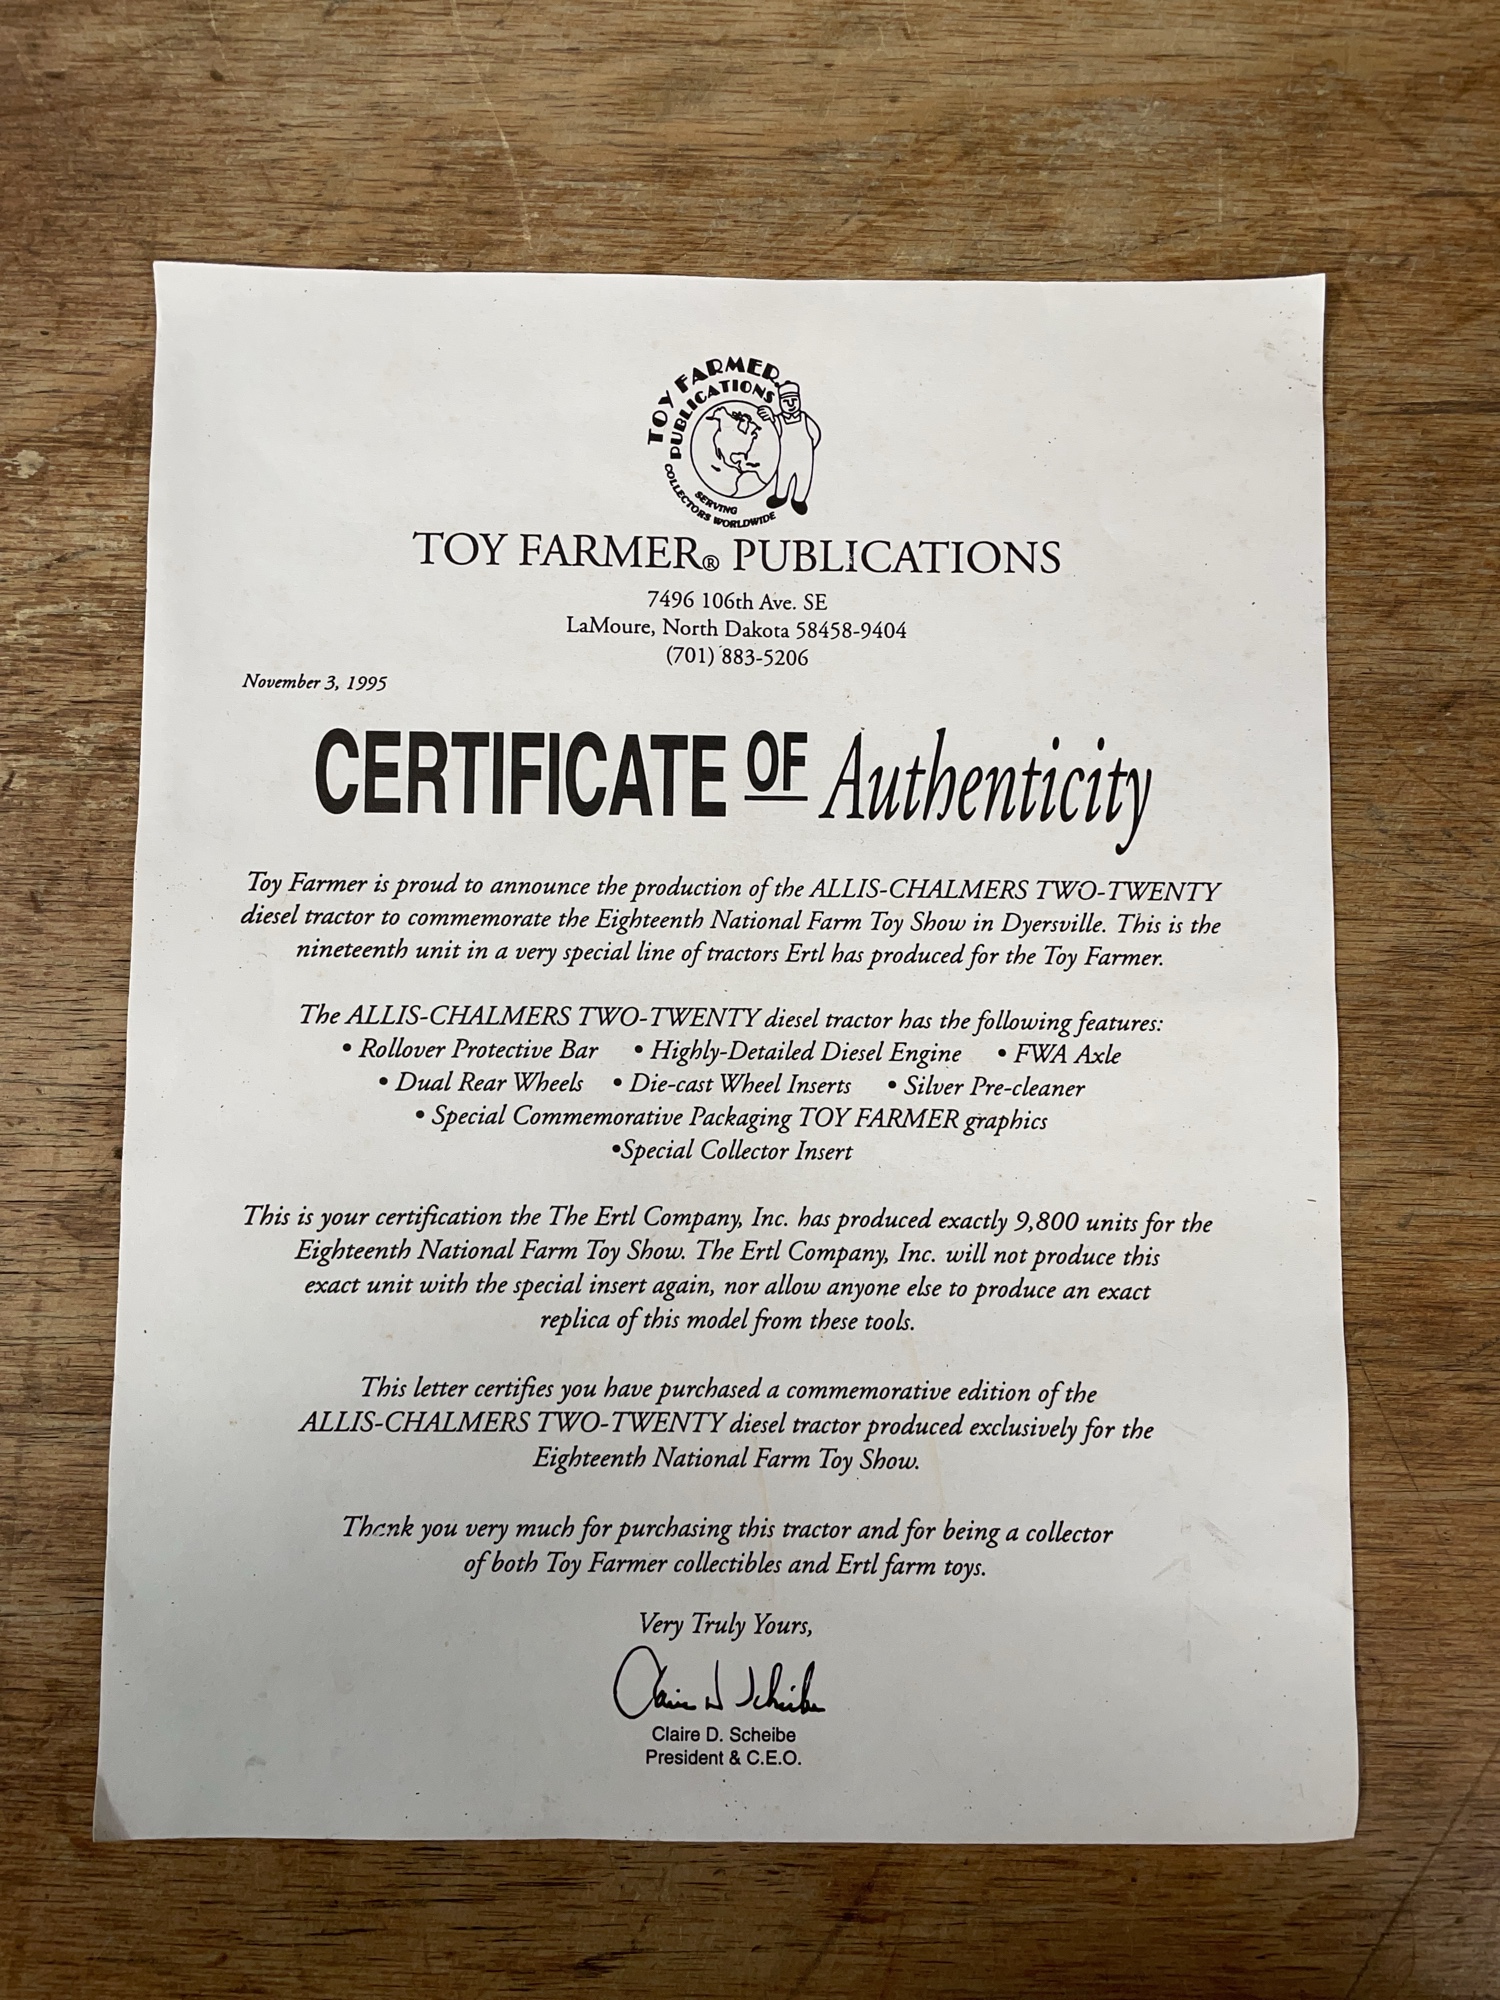 TOY FARMER
PUBLICATIONS
SERVING
COLLECTORS WORLDWIDE
TOY FARMER® PUBLICATIONS
7496 106th Ave. SE
LaMoure, North Dakota 58458-9404
(701) 883-5206
November 3, 1995
CERTIFICATE OF Authenticity
Toy Farmer is proud to announce the production of the ALLIS-CHALMERS TWO-TWENTY
diesel tractor to commemorate the Eighteenth National Farm Toy Show in Dyersville. This is the
nineteenth unit in a very special line of tractors Ertl has produced for the Toy Farmer.
The ALLIS-CHALMERS TWO-TWENTY diesel tractor has the following features:
• Rollover Protective Bar • Highly-Detailed Diesel Engine • FWA Axle
• Dual Rear Wheels • Die-cast Wheel Inserts • Silver Pre-cleaner
• Special Commemorative Packaging TOY FARMER graphics
•Special Collector Insert
This is your certification the The Ertl Company, Inc. has produced exactly 9,800 units for the
Eighteenth National Farm Toy Show. The Ertl Company, Inc. will not produce this
exact unit with the special insert again, nor allow anyone else to produce an exact
replica of this model from these tools.
This letter certifies you have purchased a commemorative edition of the
ALLIS-CHALMERS TWO-TWENTY diesel tractor produced exclusively for the
Eighteenth National Farm Toy Show.
Thank you very much for purchasing this tractor and for being a collector
of both Toy Farmer collectibles and Ertl farm toys.
Very Truly Yours,
Claire D Scheibe
Claire D. Scheibe
President & C.E.O.